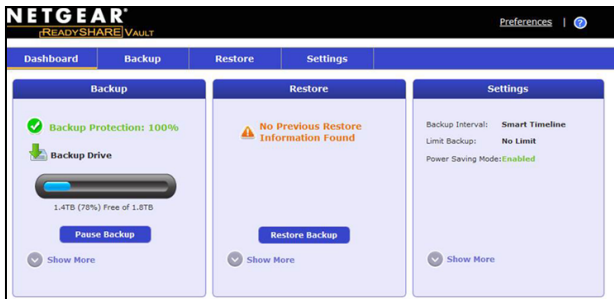 NETGEAR®
READYSHARE VAULT
Preferences | ?
Dashboard Backup Restore Settings
Backup
Backup Protection: 100%
Backup Drive
1.4TB (78%) Free of 1.8TB
Pause Backup
Show More
Restore
No Previous Restore
Information Found
Restore Backup
Show More
Settings
Backup Interval: Smart Timeline
Limit Backup: No Limit
Power Saving Mode:Enabled
Show More